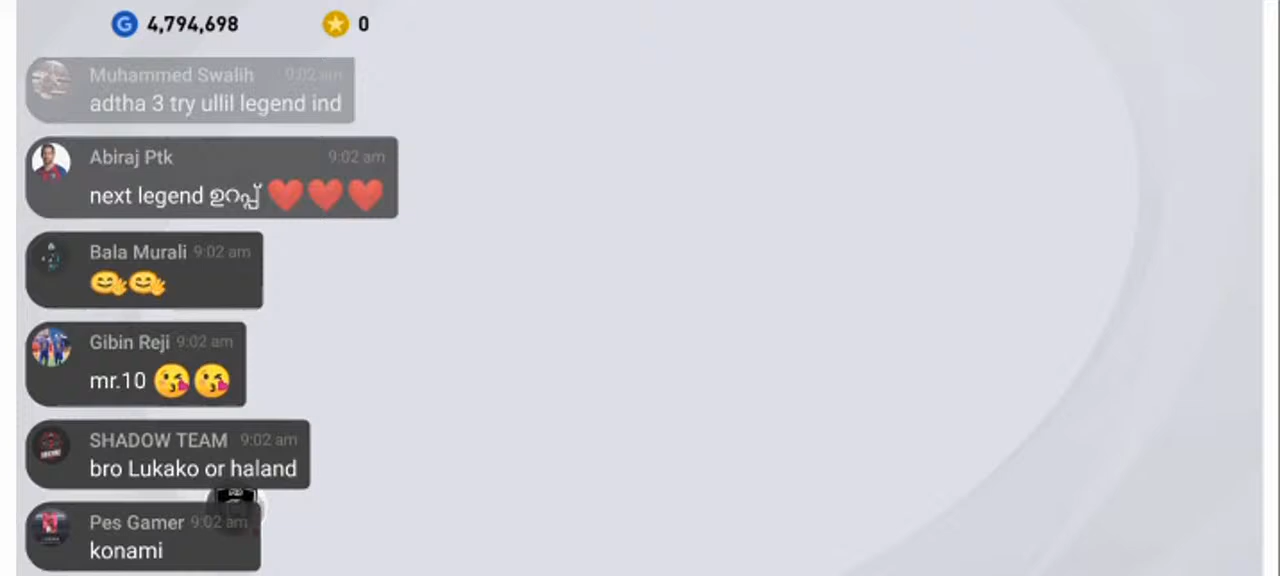 4,794,698 0
Muhammed Swalih 9:02 am
adtha 3 try ullil legend ind
Abiraj Ptk 9:02 am
next legend ഉറപ്പ് ❤️❤️❤️
Bala Murali 9:02 am
🤗🤗
Gibin Reji 9:02 am
mr.10 😘😘
SHADOW TEAM 9:02 am
bro Lukako or haland
Pes Gamer 9:02 am
konami